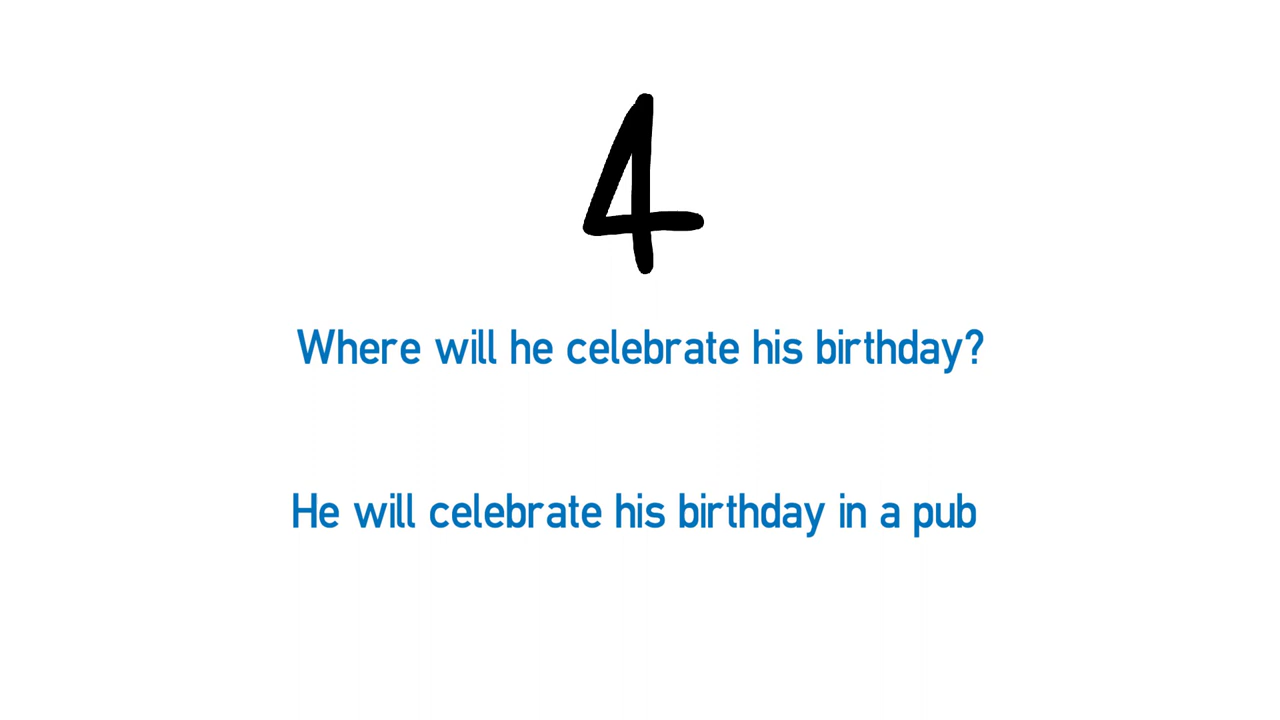 4
Where will he celebrate his birthday?
He will celebrate his birthday in a pub